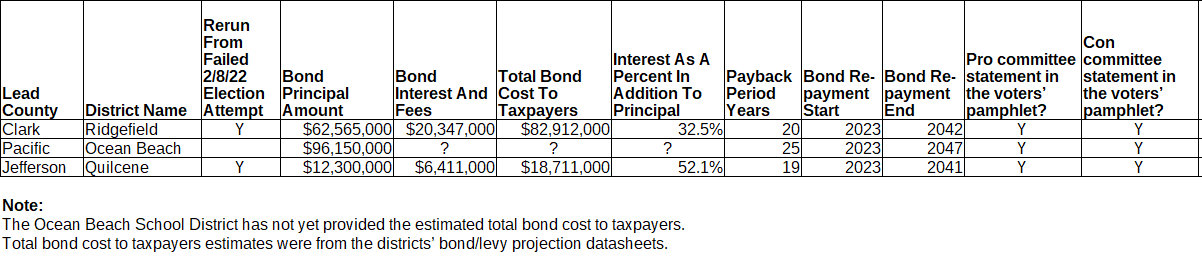 Lead County | District Name | Rerun From Failed 2/8/22 Election Attempt | Bond Principal Amount | Bond Interest And Fees | Total Bond Cost To Taxpayers | Interest As A Percent In Addition To Principal | Payback Period Years | Bond Re-payment Start | Bond Re-payment End | Pro committee statement in the voters’ pamphlet? | Con committee statement in the voters’ pamphlet?
Clark | Ridgefield | Y | $62,565,000 | $20,347,000 | $82,912,000 | 32.5% | 20 | 2023 | 2042 | Y | Y
Pacific | Ocean Beach | | $96,150,000 | ? | ? | ? | 25 | 2023 | 2047 | Y | Y
Jefferson | Quilcene | Y | $12,300,000 | $6,411,000 | $18,711,000 | 52.1% | 19 | 2023 | 2041 | Y | Y
Note:
The Ocean Beach School District has not yet provided the estimated total bond cost to taxpayers.
Total bond cost to taxpayers estimates were from the districts’ bond/levy projection datasheets.